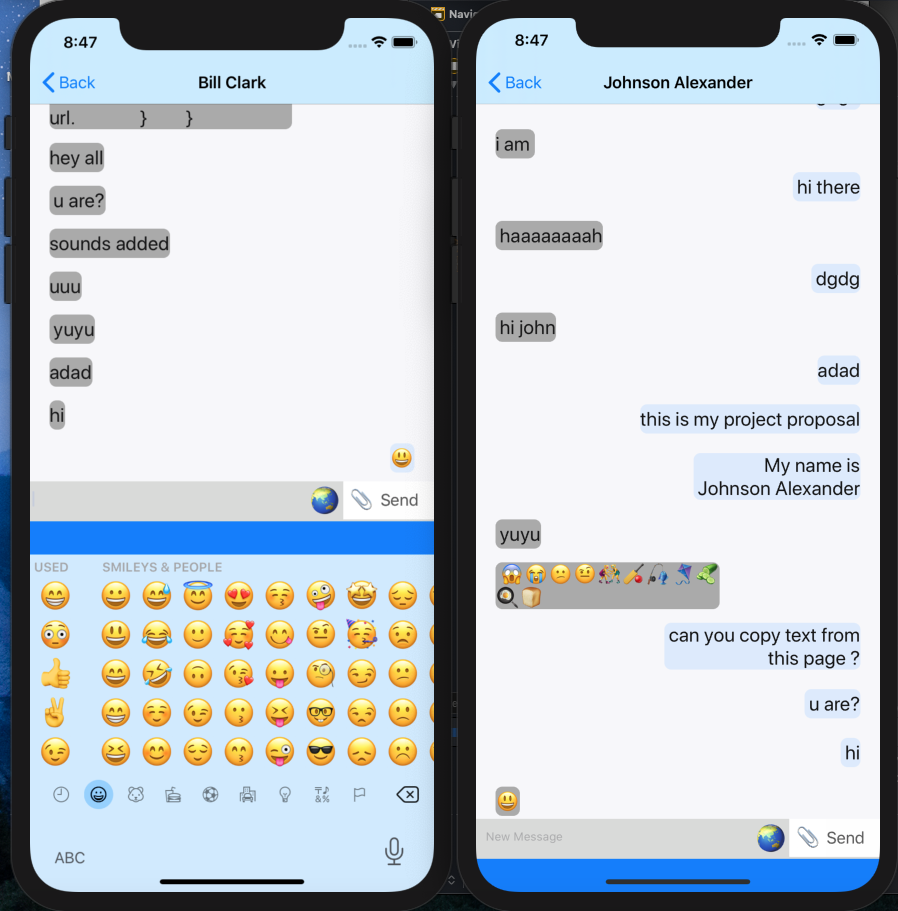 Navig
8:47
Back
Bill Clark
url. } }
hey all
u are?
sounds added
uuu
yuyu
adad
hi
😃
📎 Send
USED
SMILEYS & PEOPLE
ABC
8:47
Back
Johnson Alexander
i am
hi there
haaaaaaaah
dgdg
hi john
adad
this is my project proposal
My name is
Johnson Alexander
yuyu
can you copy text from
this page ?
u are?
hi
😃
New Message
📎 Send